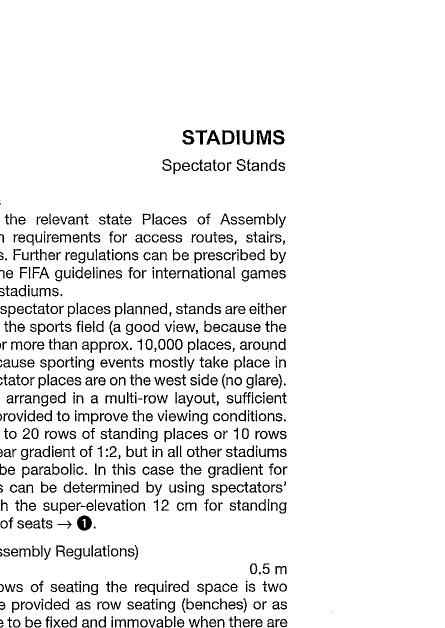 STADIUMS
Spectator Stands
the relevant state Places of Assembly
requirements for access routes, stairs,
Further regulations can be prescribed by
FIFA guidelines for international games
stadiums.
spectator places planned, stands are either
the sports field (a good view, because the
more than approx. 10,000 places, around
cause sporting events mostly take place in
tator places are on the west side (no glare).
arranged in a multi-row layout, sufficient
provided to improve the viewing conditions.
to 20 rows of standing places or 10 rows
ear gradient of 1:2, but in all other stadiums
be parabolic. In this case the gradient for
s can be determined by using spectators'
h the super-elevation 12 cm for standing
of seats → ❶.
ssembly Regulations)
0.5 m
ows of seating the required space is two
e provided as row seating (benches) or as
e to be fixed and immovable when there are